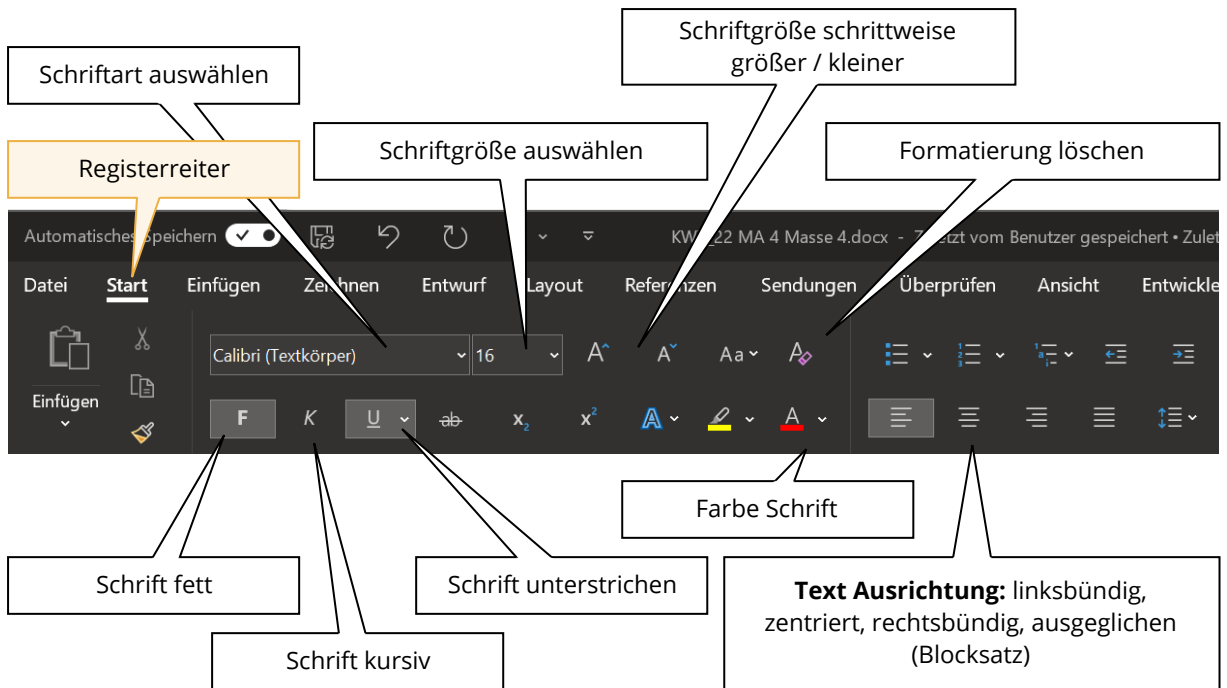 Schriftgröße schrittweise
größer / kleiner
Schriftart auswählen
Schriftgröße auswählen
Formatierung löschen
Registerreiter
Automatisches Speichern
22 MA 4 Masse 4.docx - Zuletzt vom Benutzer gespeichert • Zulet
Datei Start Einfügen Zeichnen Entwurf Layout Referenzen Sendungen Überprüfen Ansicht Entwickle
Calibri (Textkörper) 16 A A Aa A
Einfügen
F K U ab x2 x2 A A
Farbe Schrift
Schrift fett
Schrift unterstrichen
Text Ausrichtung: linksbündig,
zentriert, rechtsbündig, ausgeglichen
(Blocksatz)
Schrift kursiv